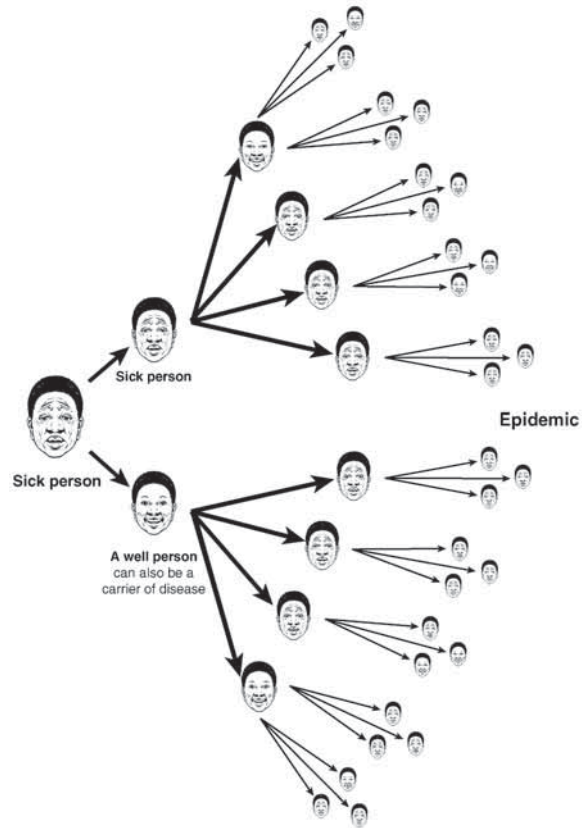 Sick person
Epidemic
Sick person
A well person
can also be a
carrier of disease